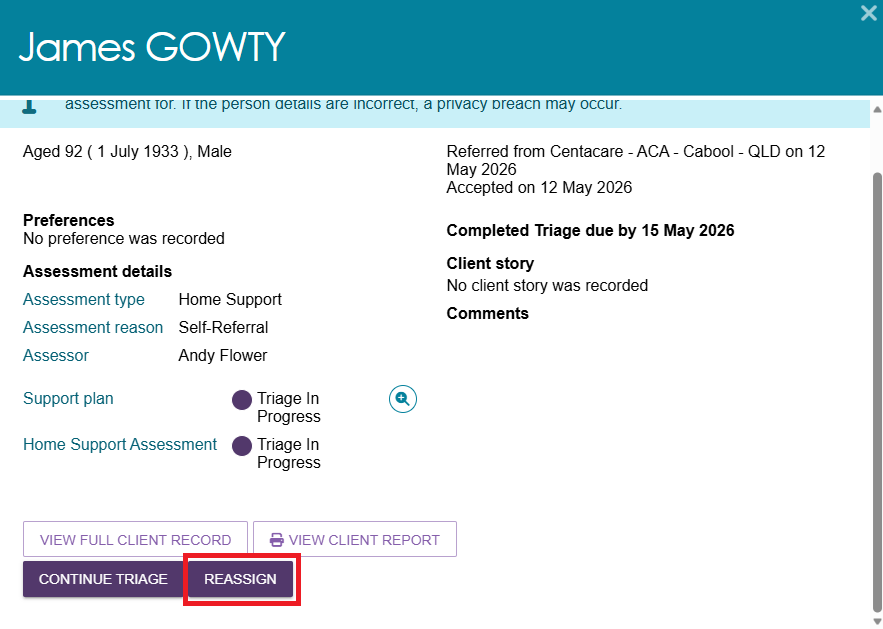 James GOWTY
assessment for. If the person details are incorrect, a privacy breach may occur.
Aged 92 ( 1 July 1933 ), Male
Referred from Centacare - ACA - Cabool - QLD on 12
May 2026
Accepted on 12 May 2026
Preferences
No preference was recorded
Completed Triage due by 15 May 2026
Assessment details
Client story
No client story was recorded
Assessment type Home Support
Comments
Assessment reason Self-Referral
Assessor Andy Flower
Support plan Triage In
Progress
Home Support Assessment Triage In
Progress
VIEW FULL CLIENT RECORD VIEW CLIENT REPORT
CONTINUE TRIAGE REASSIGN